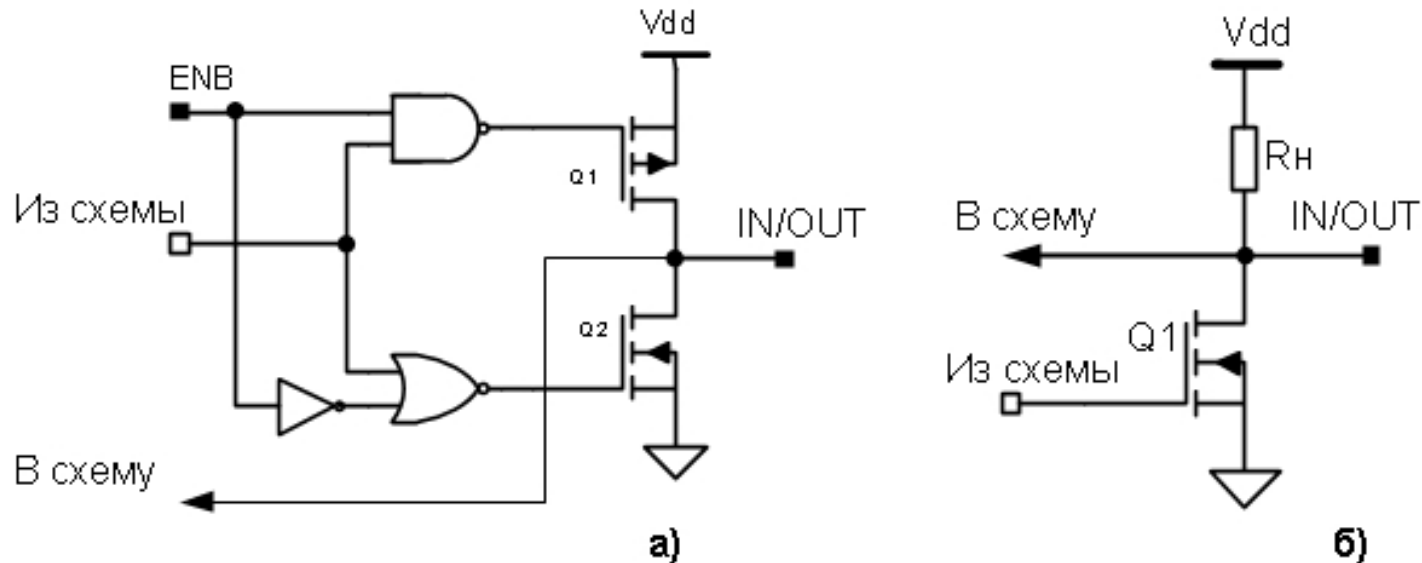 Vdd
ENB
Q1
Из схемы
IN/OUT
Q2
В схему
а)
Vdd
Rн
В схему
IN/OUT
Q1
Из схемы
б)